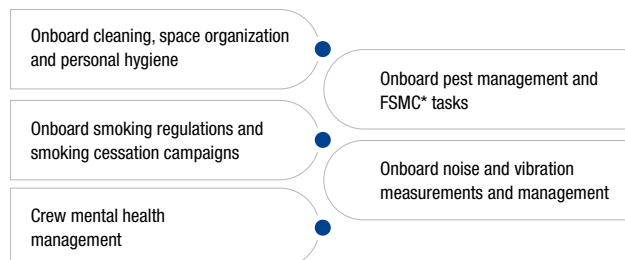 Onboard cleaning, space organization
and personal hygiene
Onboard pest management and
FSMC* tasks
Onboard smoking regulations and
smoking cessation campaigns
Onboard noise and vibration
measurements and management
Crew mental health
management